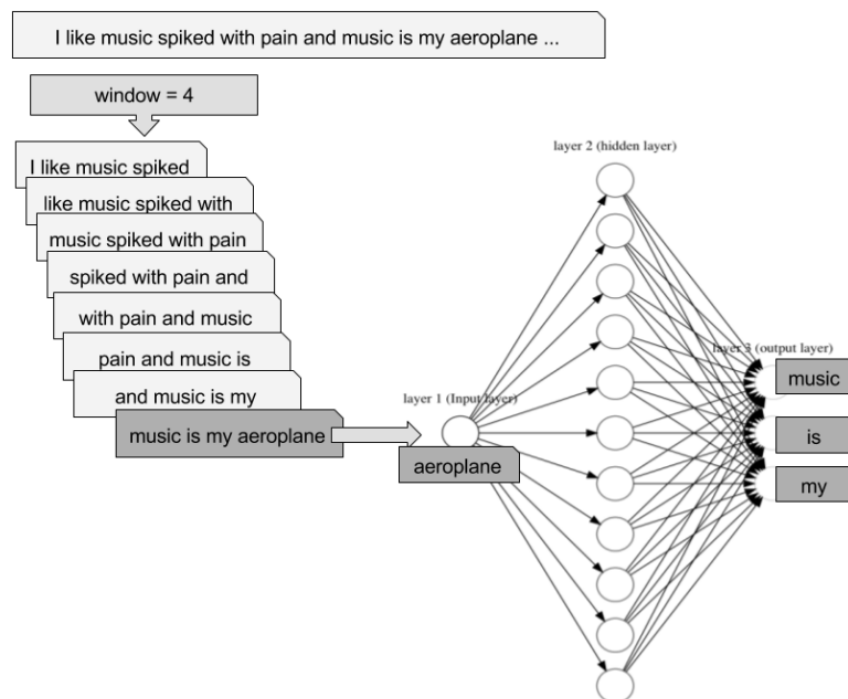 I like music spiked with pain and music is my aeroplane ...
window = 4
I like music spiked
like music spiked with
music spiked with pain
spiked with pain and
with pain and music
pain and music is
and music is my
music is my aeroplane
layer 1 (Input layer)
aeroplane
layer 2 (hidden layer)
layer 3 (output layer)
music
is
my